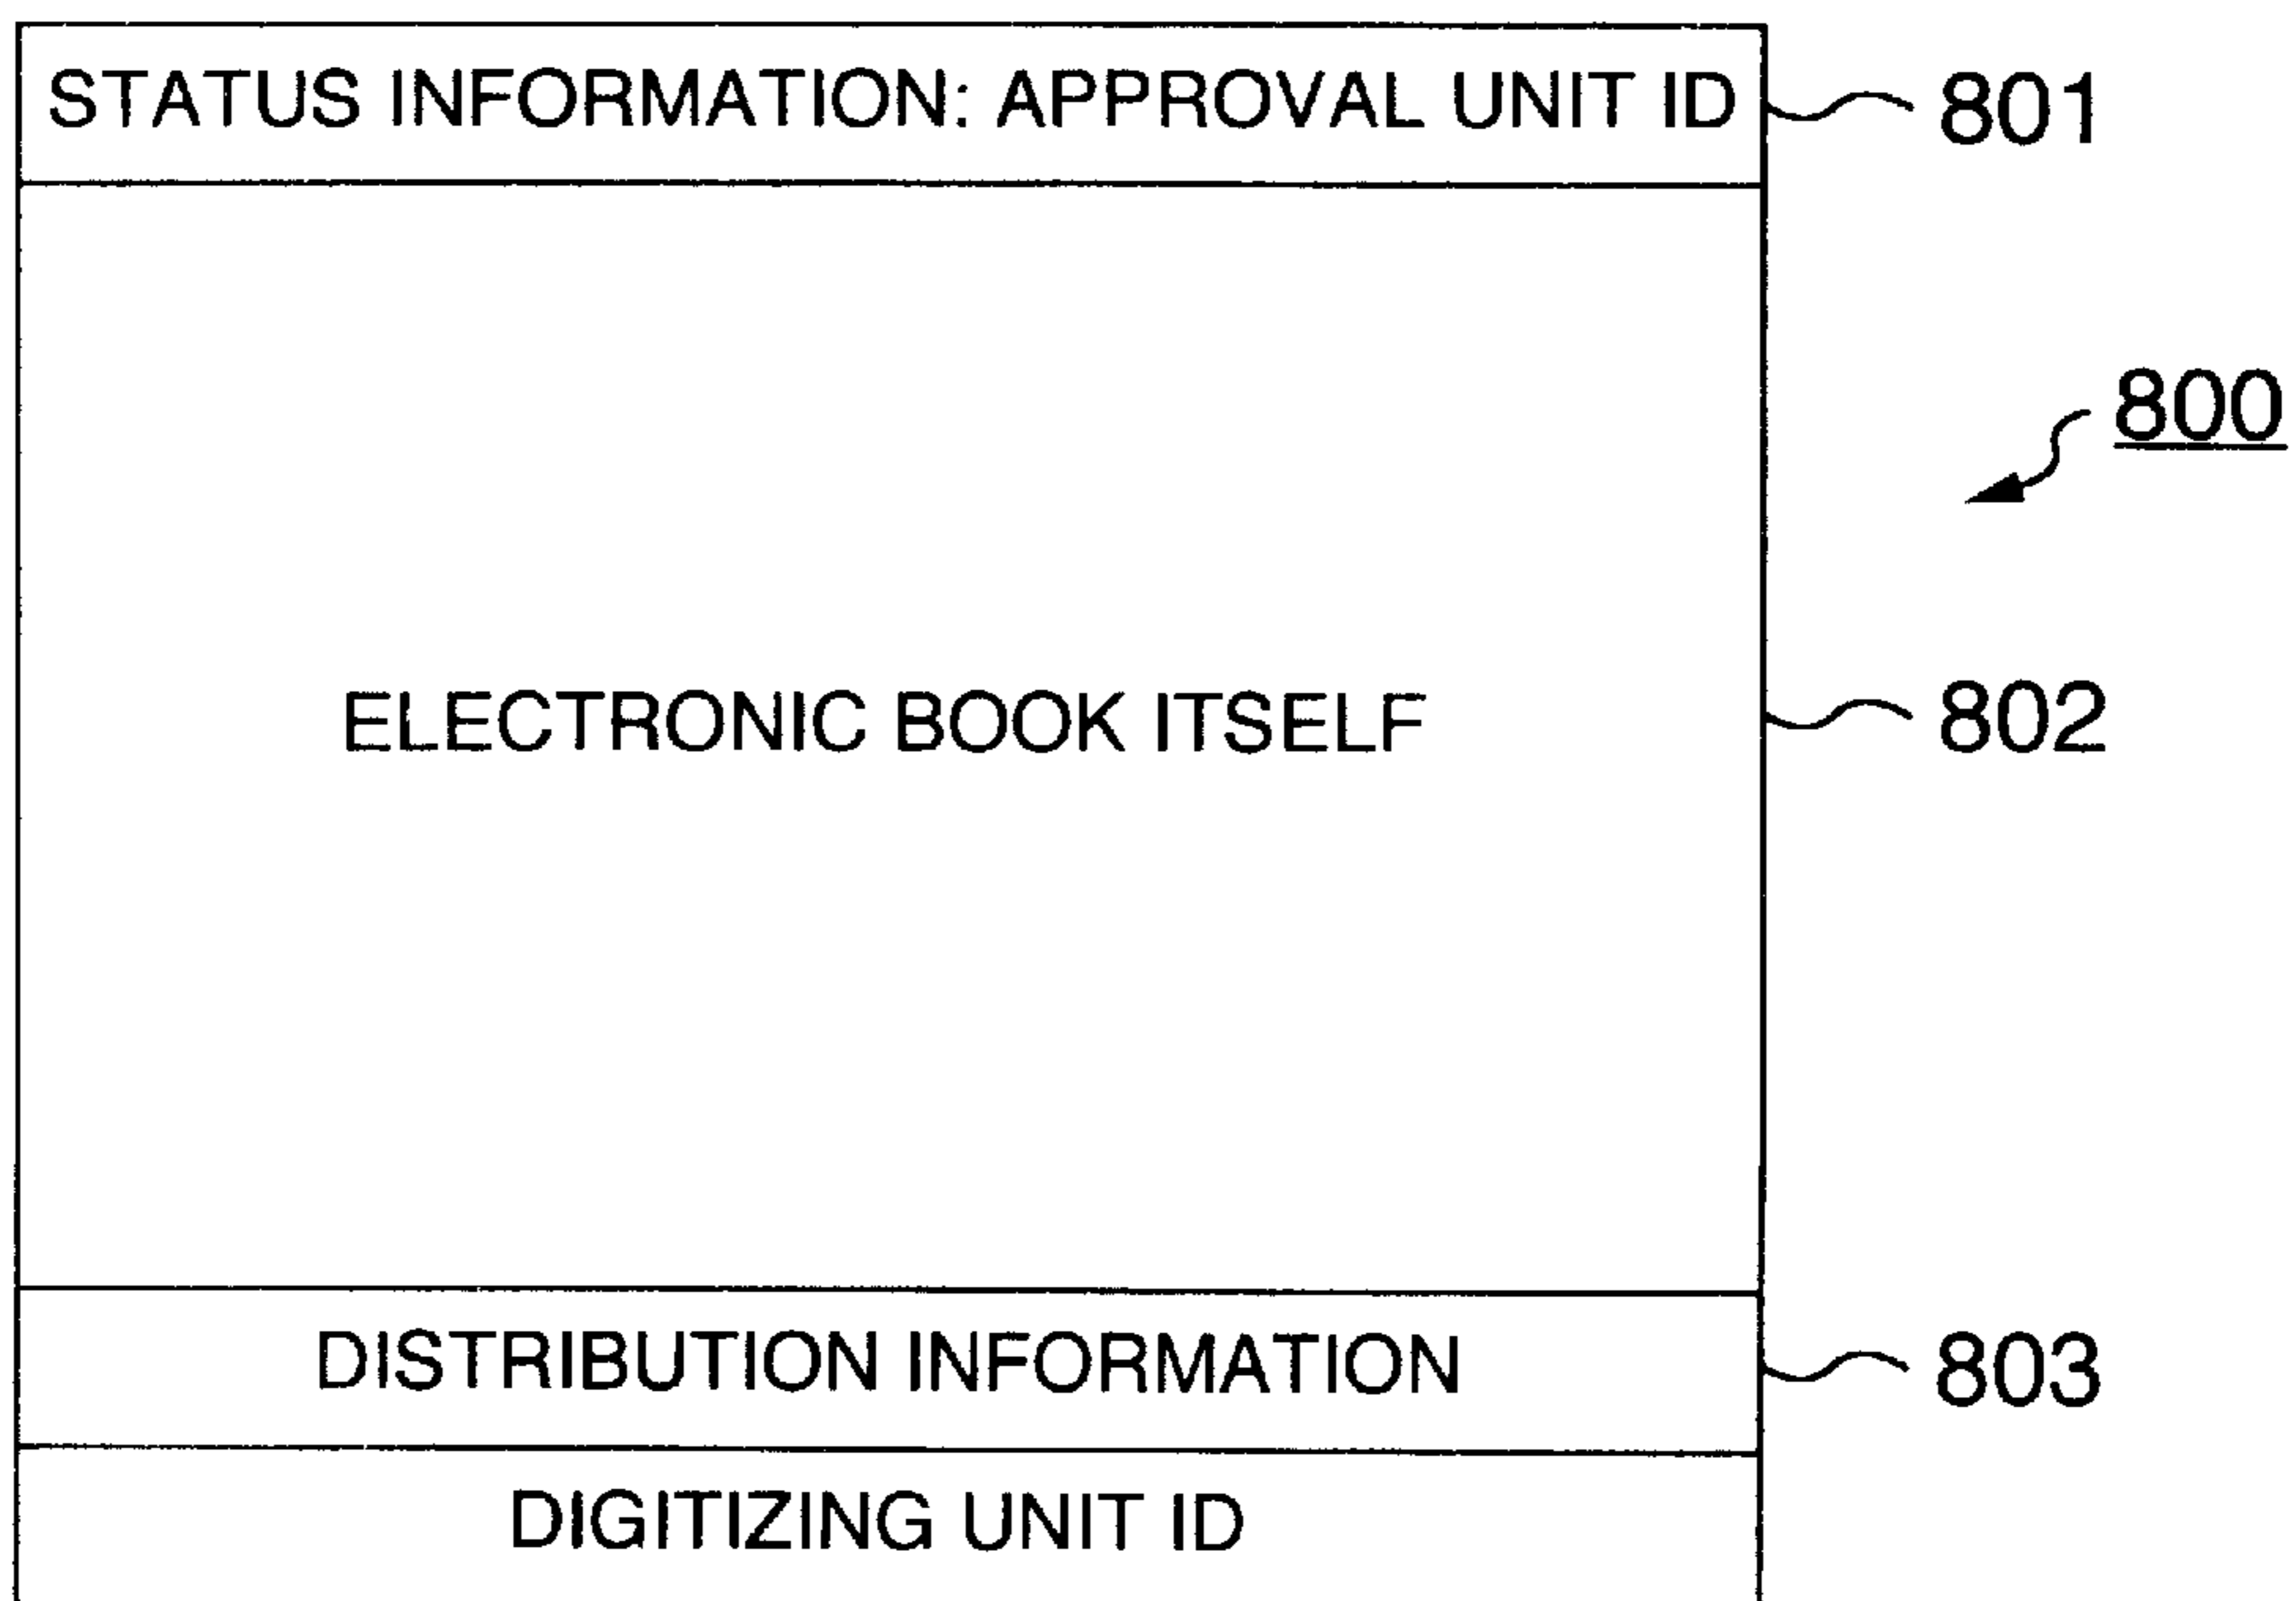 STATUS INFORMATION: APPROVAL UNIT ID 801
800
ELECTRONIC BOOK ITSELF 802
DISTRIBUTION INFORMATION 803
DIGITIZING UNIT ID